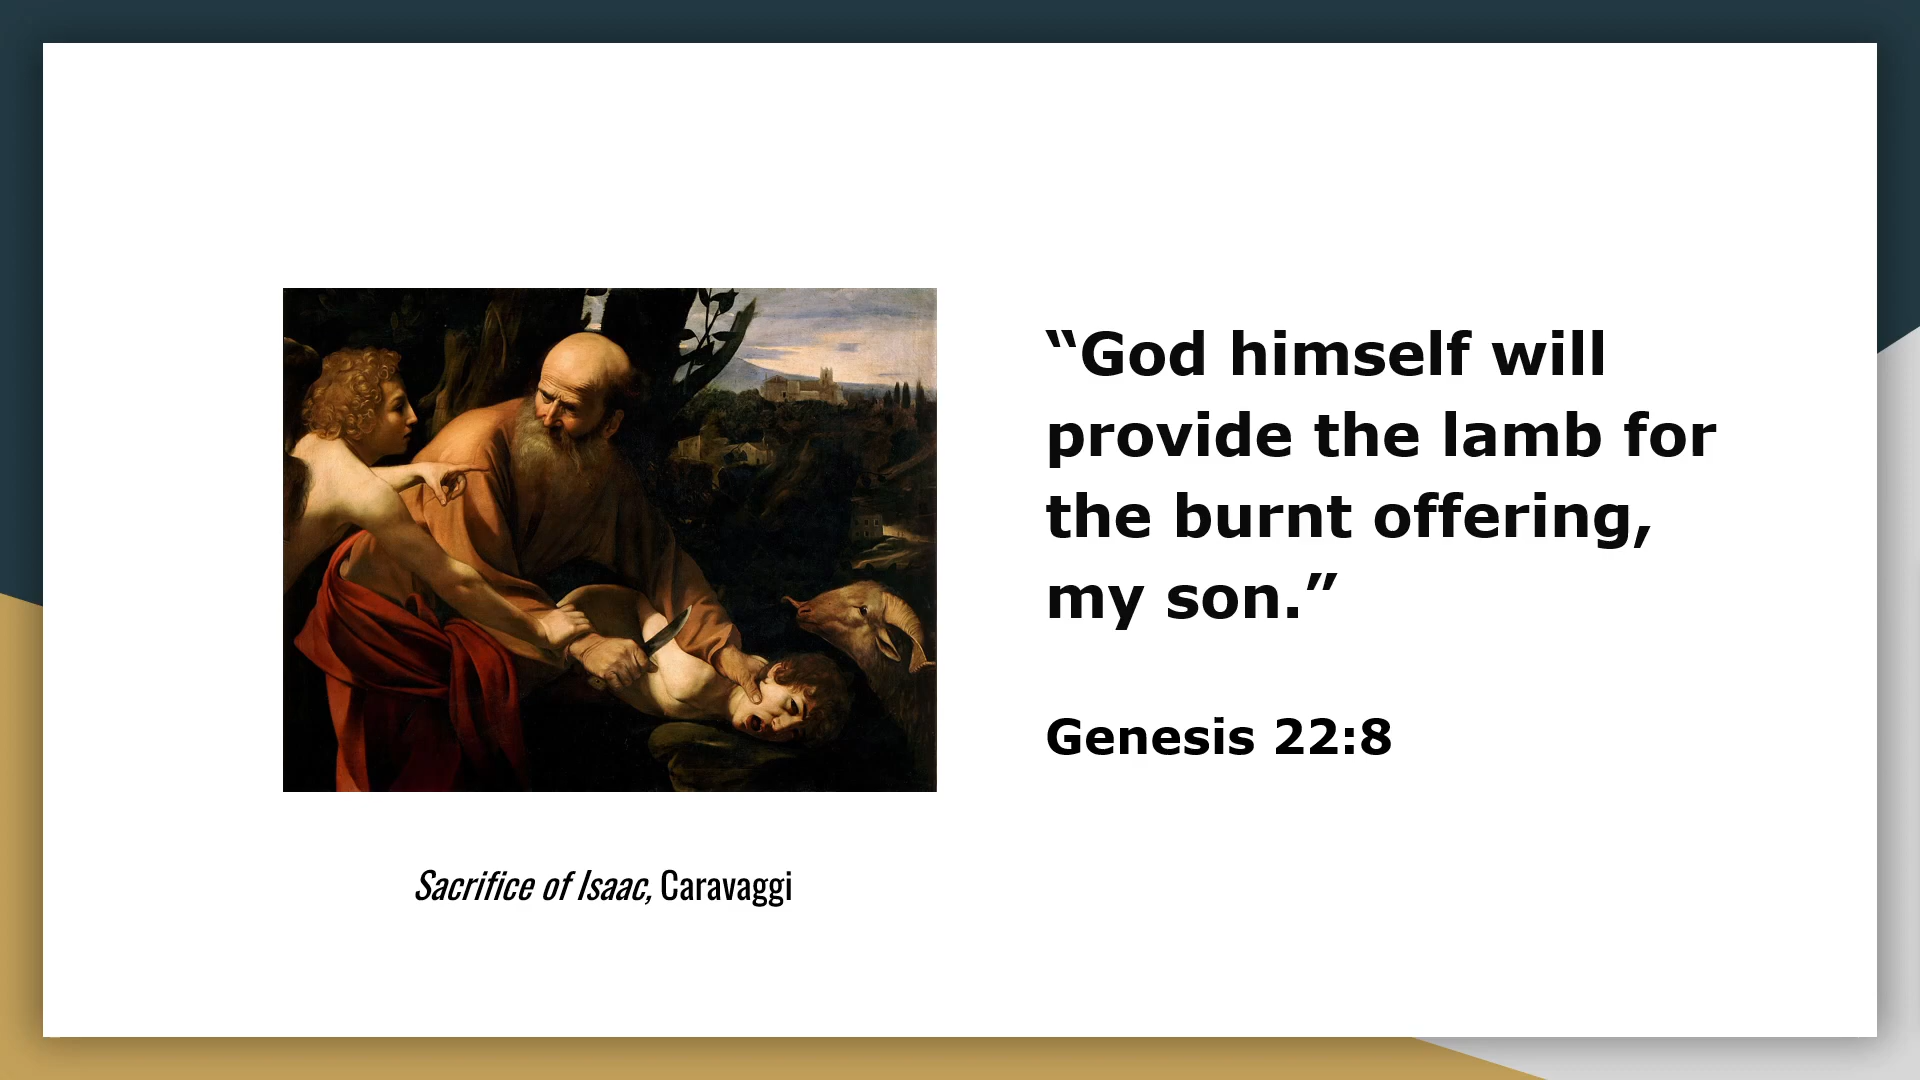 “God himself will
provide the lamb for
the burnt offering,
my son.”
Genesis 22:8
Sacrifice of Isaac, Caravaggi